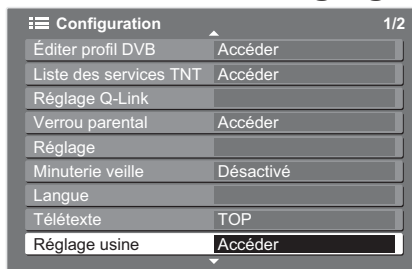 Configuration 1/2
Éditer profil DVB Accéder
Liste des services TNT Accéder
Réglage Q-Link
Verrou parental Accéder
Réglage
Minuterie veille Désactivé
Langue
Télétexte TOP
Réglage usine Accéder